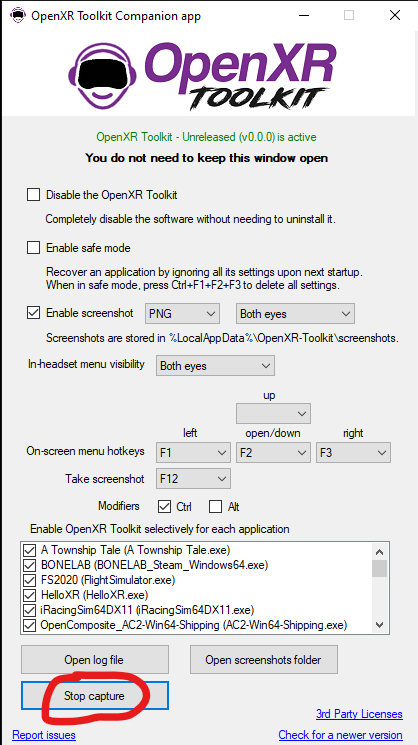 OpenXR Toolkit Companion app
OpenXR
TOOLKIT
OpenXR Toolkit - Unreleased (v0.0.0) is active
You do not need to keep this window open
Disable the OpenXR Toolkit
Completely disable the software without needing to uninstall it.
Enable safe mode
Recover an application by ignoring all its settings upon next startup.
When in safe mode, press Ctrl+F1+F2+F3 to delete all settings.
Enable screenshot PNG Both eyes
Screenshots are stored in %LocalAppData%\OpenXR-Toolkit\screenshots.
In-headset menu visibility Both eyes
up
left open/down right
On-screen menu hotkeys F1 F2 F3
Take screenshot F12
Modifiers Ctrl Alt
Enable OpenXR Toolkit selectively for each application
A Township Tale (A Township Tale.exe)
BONELAB (BONELAB_Steam_Windows64.exe)
FS2020 (FlightSimulator.exe)
HelloXR (HelloXR.exe)
iRacingSim64DX11 (iRacingSim64DX11.exe)
OpenComposite_AC2-Win64-Shipping (AC2-Win64-Shipping.exe)
Open log file Open screenshots folder
Stop capture
3rd Party Licenses
Report issues Check for a newer version